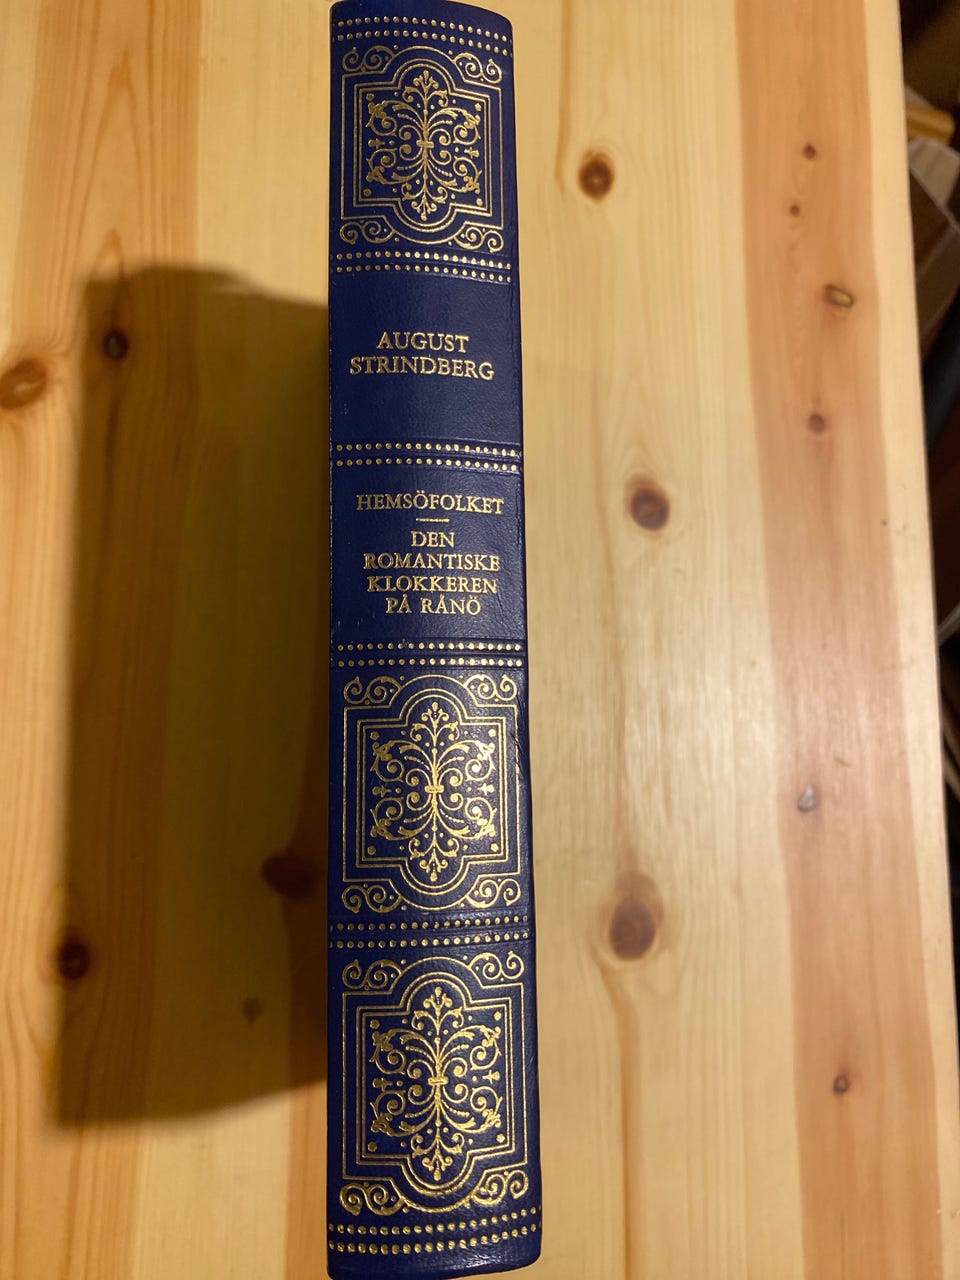 AUGUST
STRINDBERG
HEMSÖFOLKET
DEN
ROMANTISKE
KLOKKEREN
PÅ RÅNÖ